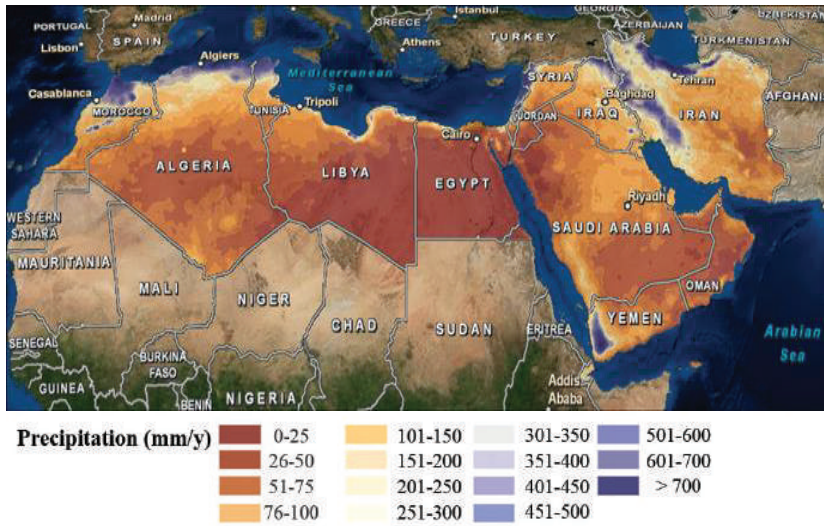 PORTUGAL
Madrid
Lisbon
SPAIN
Istanbul
GREECE
Athens
TURKEY
GEORGIA
AZERBAIJAN
UZBEKISTAN
TURKMENISTAN
Algiers
Mediterranean
Sea
Casablanca
MOROCCO
TUNISIA
Tripoli
SYRIA
Baghdad
Tehran
JORDAN
IRAQ
IRAN
AFGHANIS
Cairo
ALGERIA
LIBYA
EGYPT
WESTERN
SAHARA
Riyadh
SAUDI ARABIA
MAURITANIA
MALI
NIGER
CHAD
SUDAN
OMAN
YEMEN
ERITREA
Arabian
Sea
SENEGAL
BURKINA
FASO
GUINEA
BENIN
NIGERIA
Addis
Ababa
Precipitation (mm/y)
0-25
26-50
51-75
76-100
101-150
151-200
201-250
251-300
301-350
351-400
401-450
451-500
501-600
601-700
> 700